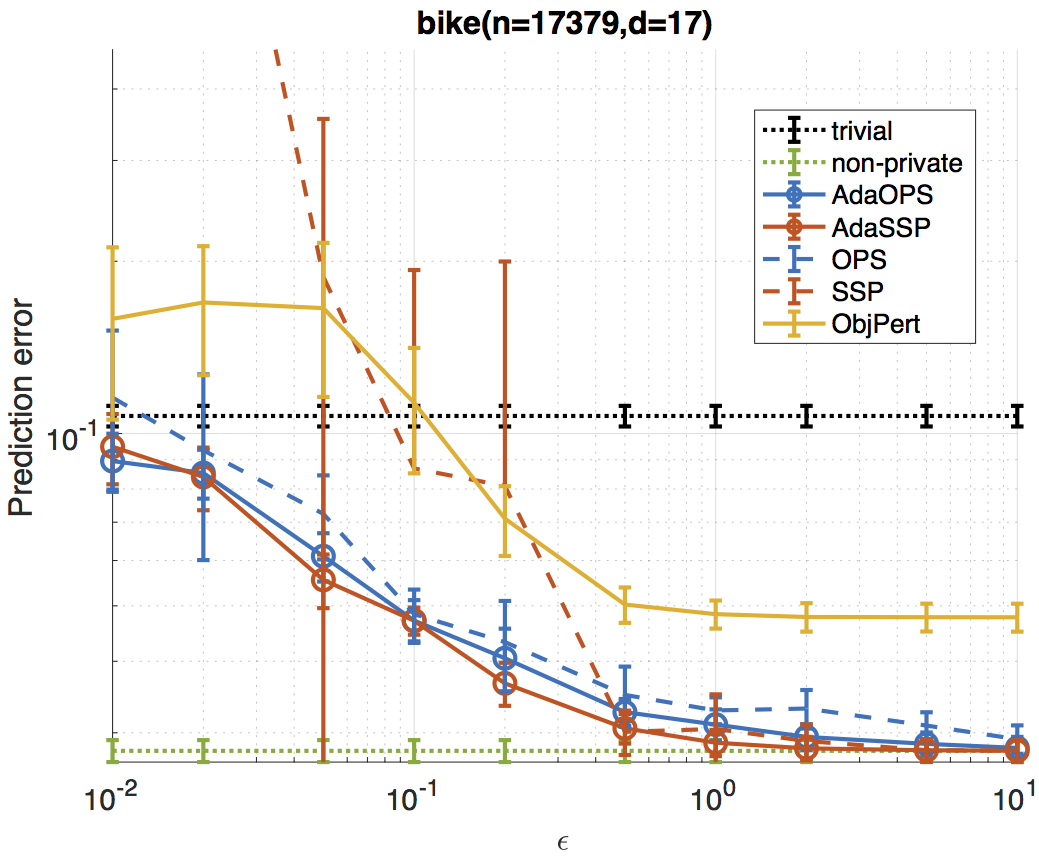 bike(n=17379,d=17)
trivial
non-private
AdaOPS
AdaSSP
OPS
SSP
ObjPert
Prediction error
10^-1
10^-2
10^-1
10^0
10^1
ϵ